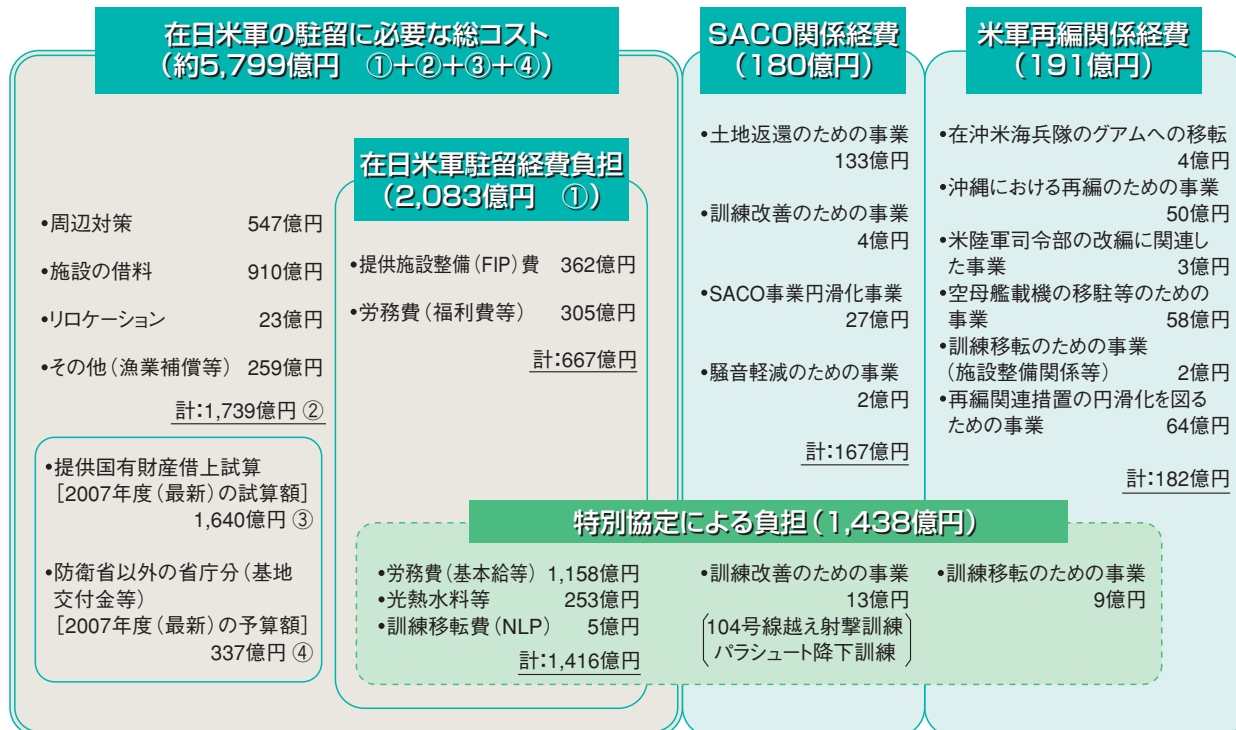 在日米軍の駐留に必要な総コスト
（約5,799億円　①+②+③+④）
•周辺対策 547億円
•施設の借料 910億円
•リロケーション 23億円
•その他（漁業補償等） 259億円
計:1,739億円 ②
•提供国有財産借上試算
［2007年度（最新）の試算額］
1,640億円 ③
•防衛省以外の省庁分（基地
交付金等）
［2007年度（最新）の予算額］
337億円 ④
在日米軍駐留経費負担
（2,083億円　①）
•提供施設整備（FIP）費 362億円
•労務費（福利費等） 305億円
計:667億円
SACO関係経費
（180億円）
•土地返還のための事業
133億円
•訓練改善のための事業
4億円
•SACO事業円滑化事業
27億円
•騒音軽減のための事業
2億円
計:167億円
米軍再編関係経費
（191億円）
•在沖米海兵隊のグアムへの移転
4億円
•沖縄における再編のための事業
50億円
•米陸軍司令部の改編に関連し
た事業 3億円
•空母艦載機の移駐等のための
事業 58億円
•訓練移転のための事業
（施設整備関係等） 2億円
•再編関連措置の円滑化を図る
ための事業 64億円
計:182億円
特別協定による負担（1,438億円）
•労務費（基本給等） 1,158億円
•光熱水料等 253億円
•訓練移転費（NLP） 5億円
計:1,416億円
•訓練改善のための事業
13億円
（104号線越え射撃訓練
パラシュート降下訓練）
•訓練移転のための事業
9億円